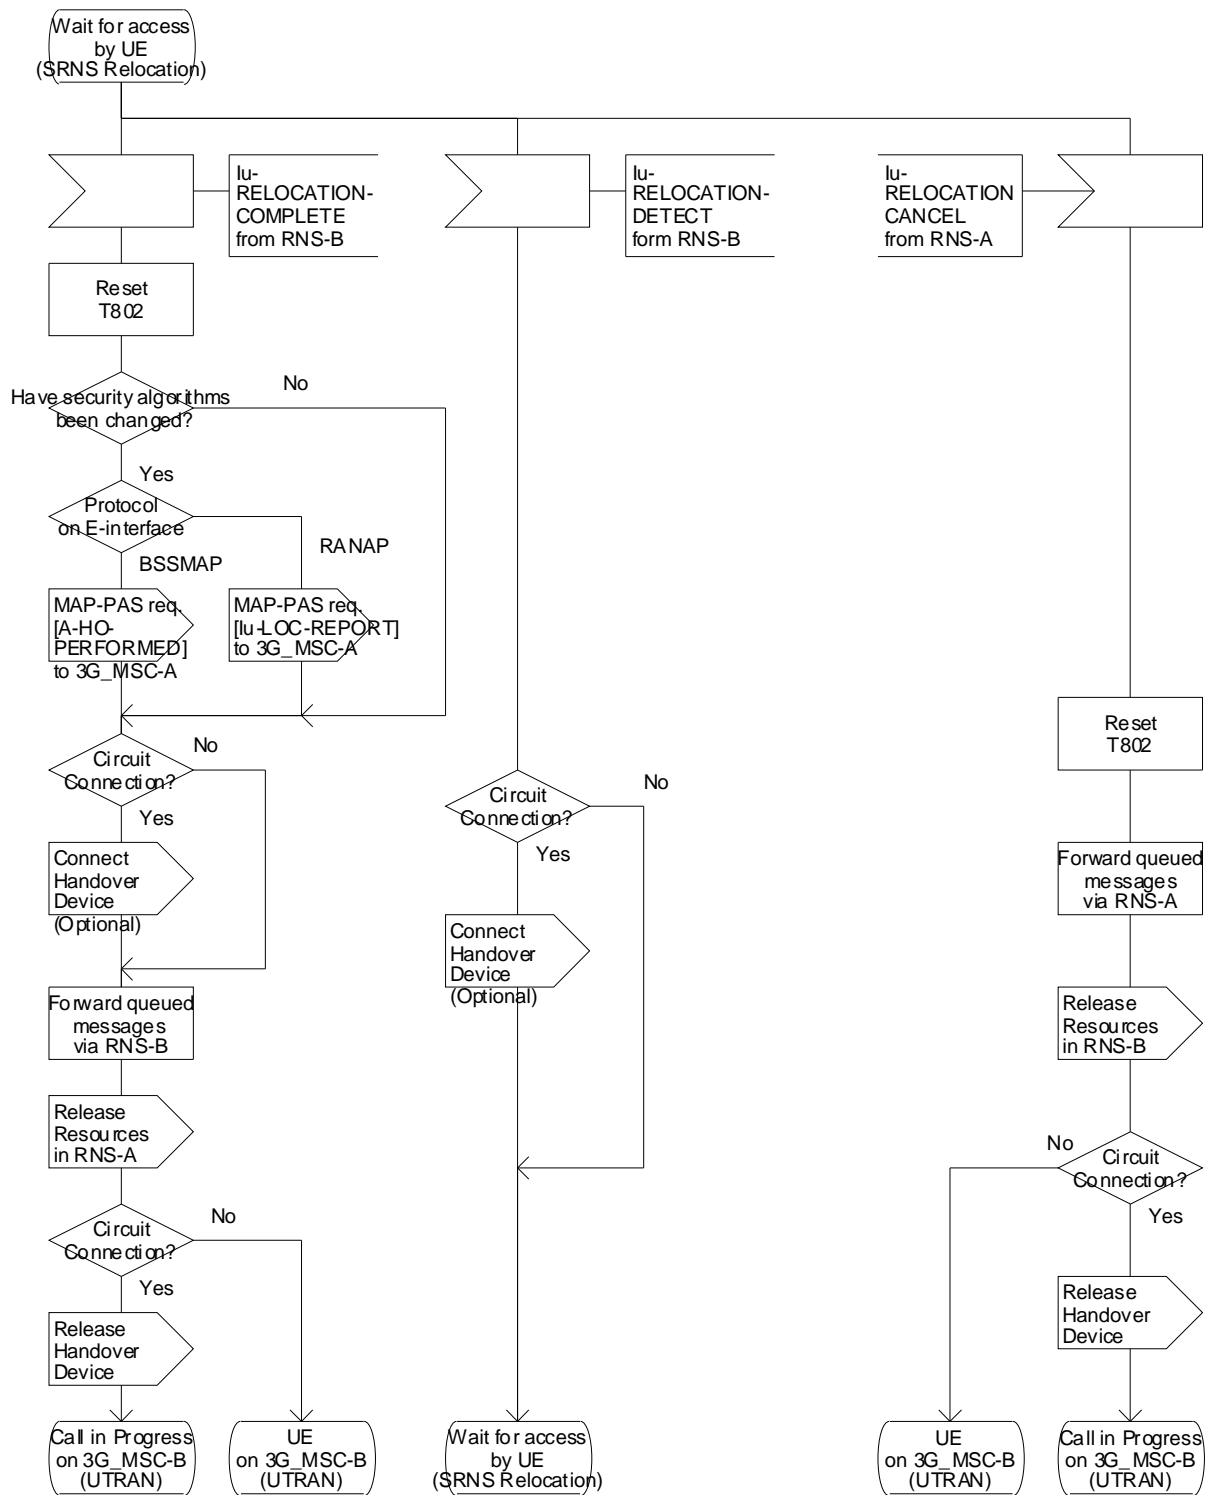 Wait for access
by UE
(SRNS Relocation)
Iu-
RELOCATION-
COMPLETE
from RNS-B
Iu-
RELOCATION-
DETECT
form RNS-B
Iu-
RELOCATION
CANCEL
from RNS-A
Reset
T802
Have security algorithms
been changed?
No
Yes
Protocol
on E-interface
RANAP
BSSMAP
MAP-PAS req.
[A-HO-
PERFORMED]
to 3G_MSC-A
MAP-PAS req.
[Iu-LOC-REPORT]
to 3G_MSC-A
Circuit
Connection?
No
Yes
Connect
Handover
Device
(Optional)
Forward queued
messages
via RNS-B
Release
Resources
in RNS-A
Circuit
Connection?
No
Yes
Release
Handover
Device
Call in Progress
on 3G_MSC-B
(UTRAN)
UE
on 3G_MSC-B
(UTRAN)
Circuit
Connection?
No
Yes
Connect
Handover
Device
(Optional)
Wait for access
by UE
(SRNS Relocation)
Reset
T802
Forward queued
messages
via RNS-A
Release
Resources
in RNS-B
No
Circuit
Connection?
Yes
Release
Handover
Device
UE
on 3G_MSC-B
(UTRAN)
Call in Progress
on 3G_MSC-B
(UTRAN)